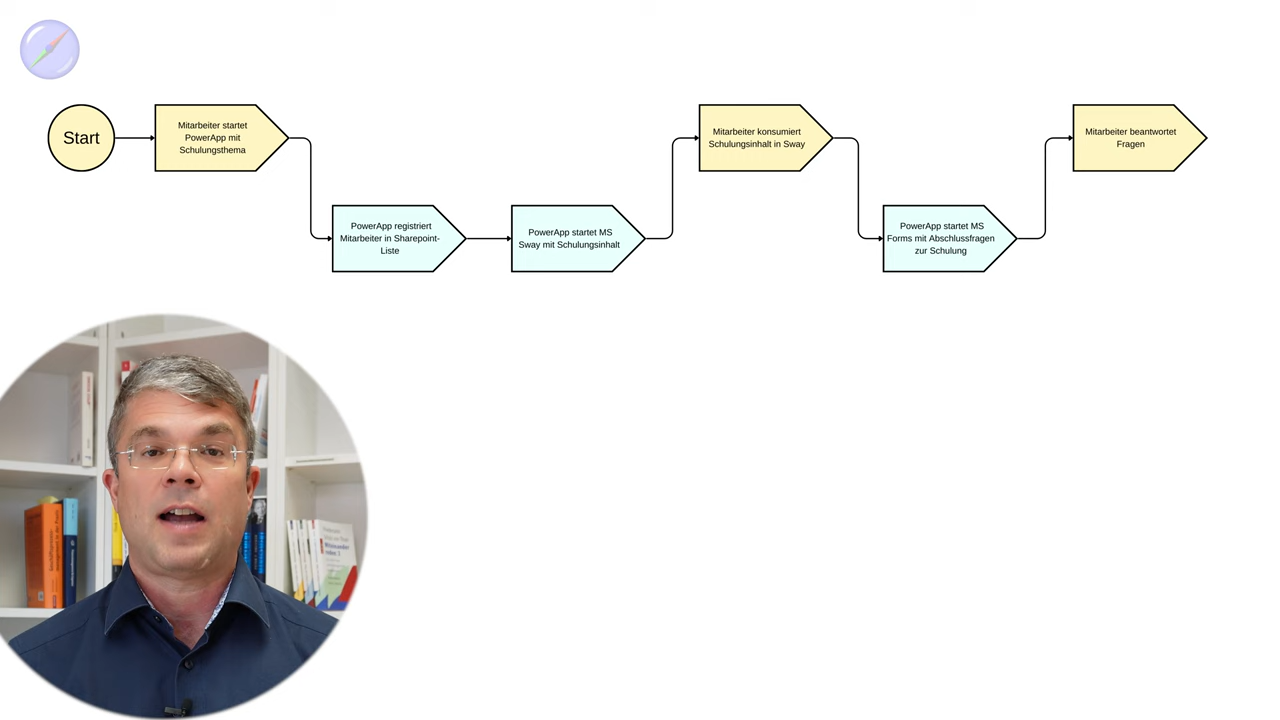 Start
Mitarbeiter startet
PowerApp mit
Schulungsthema
PowerApp registriert
Mitarbeiter in Sharepoint-
Liste
PowerApp startet MS
Sway mit Schulungsinhalt
Mitarbeiter konsumiert
Schulungsinhalt in Sway
PowerApp startet MS
Forms mit Abschlussfragen
zur Schulung
Mitarbeiter beantwortet
Fragen